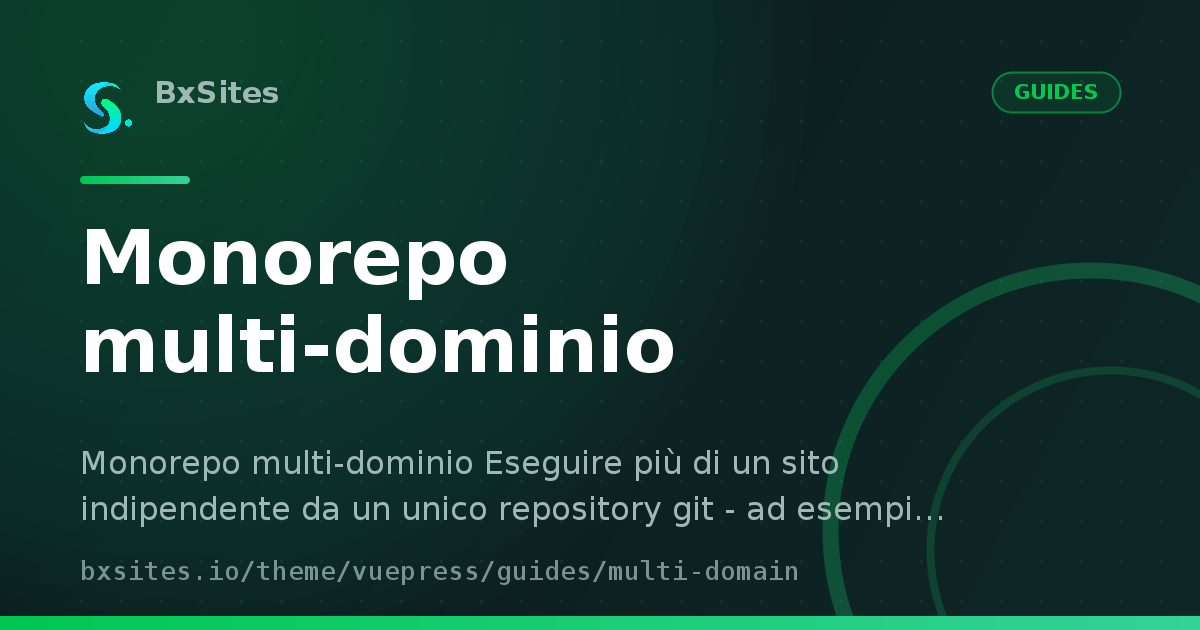 BxSites
GUIDES
Monorepo
multi-dominio
Monorepo multi-dominio Eseguire più di un sito
indipendente da un unico repository git - ad esempi...
bxsites.io/theme/vuepress/guides/multi-domain